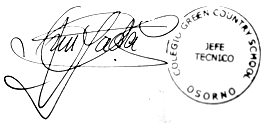 COLEGIO GREEN COUNTRY SCHOOL
JEFE
TECNICO
OSORNO